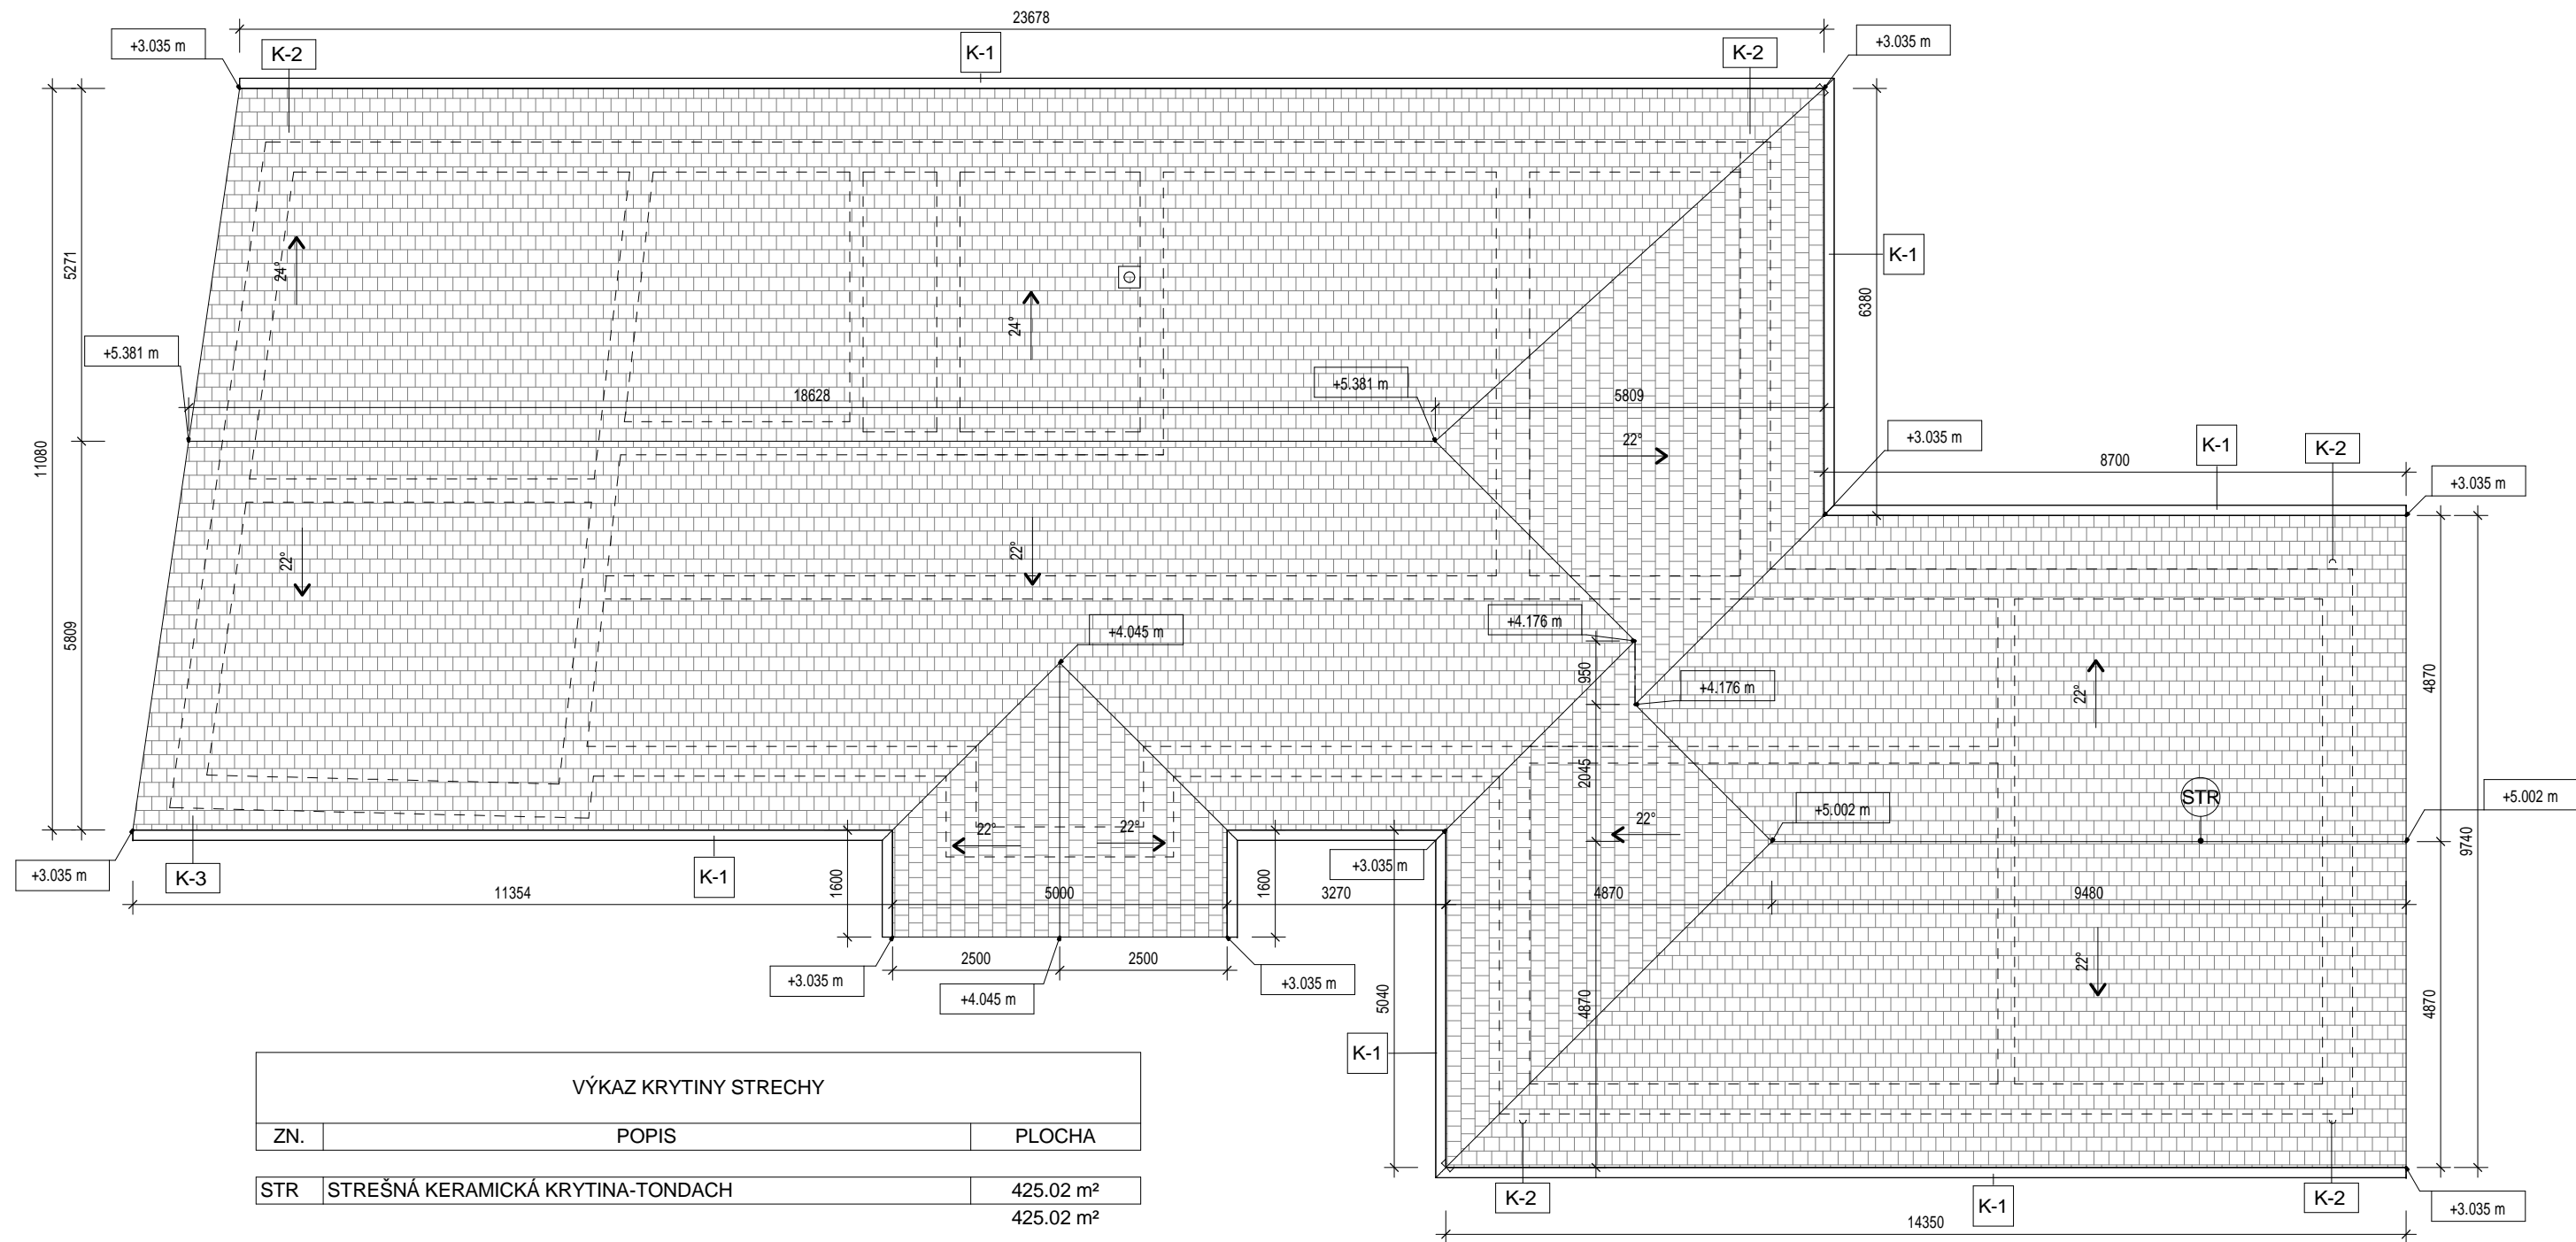 23678
+3.035 m
K-2
K-1
K-2
+3.035 m
5271
11080
24°
24°
K-1
6380
+5.381 m
+5.381 m
18628
5809
22°
+3.035 m
8700
K-1
K-2
+3.035 m
22°
22°
5809
+4.045 m
+4.176 m
950
+4.176 m
22°
4870
9740
2045
STR
+5.002 m
+5.002 m
22°
22°
22°
+3.035 m
K-3
K-1
1600
1600
+3.035 m
11354
5000
3270
4870
9480
2500
2500
+3.035 m
+4.045 m
+3.035 m
5040
4870
22°
4870
K-1
VÝKAZ KRYTINY STRECHY
ZN. POPIS PLOCHA
STR STREŠNÁ KERAMICKÁ KRYTINA-TONDACH 425.02 m²
425.02 m²
K-2
K-1
K-2
+3.035 m
14350